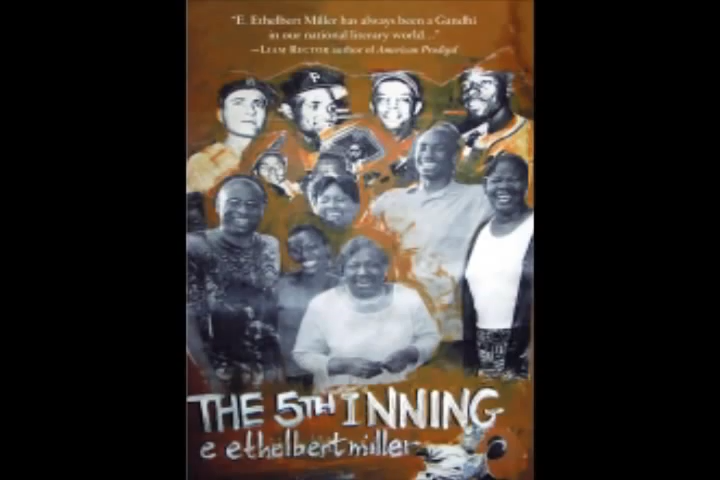 "E. Ethelbert Miller has always been a Gandhi
in our national literary world..."
—LIAM RECTOR author of American Prodigal
P
THE 5TH INNING
e ethelbert miller